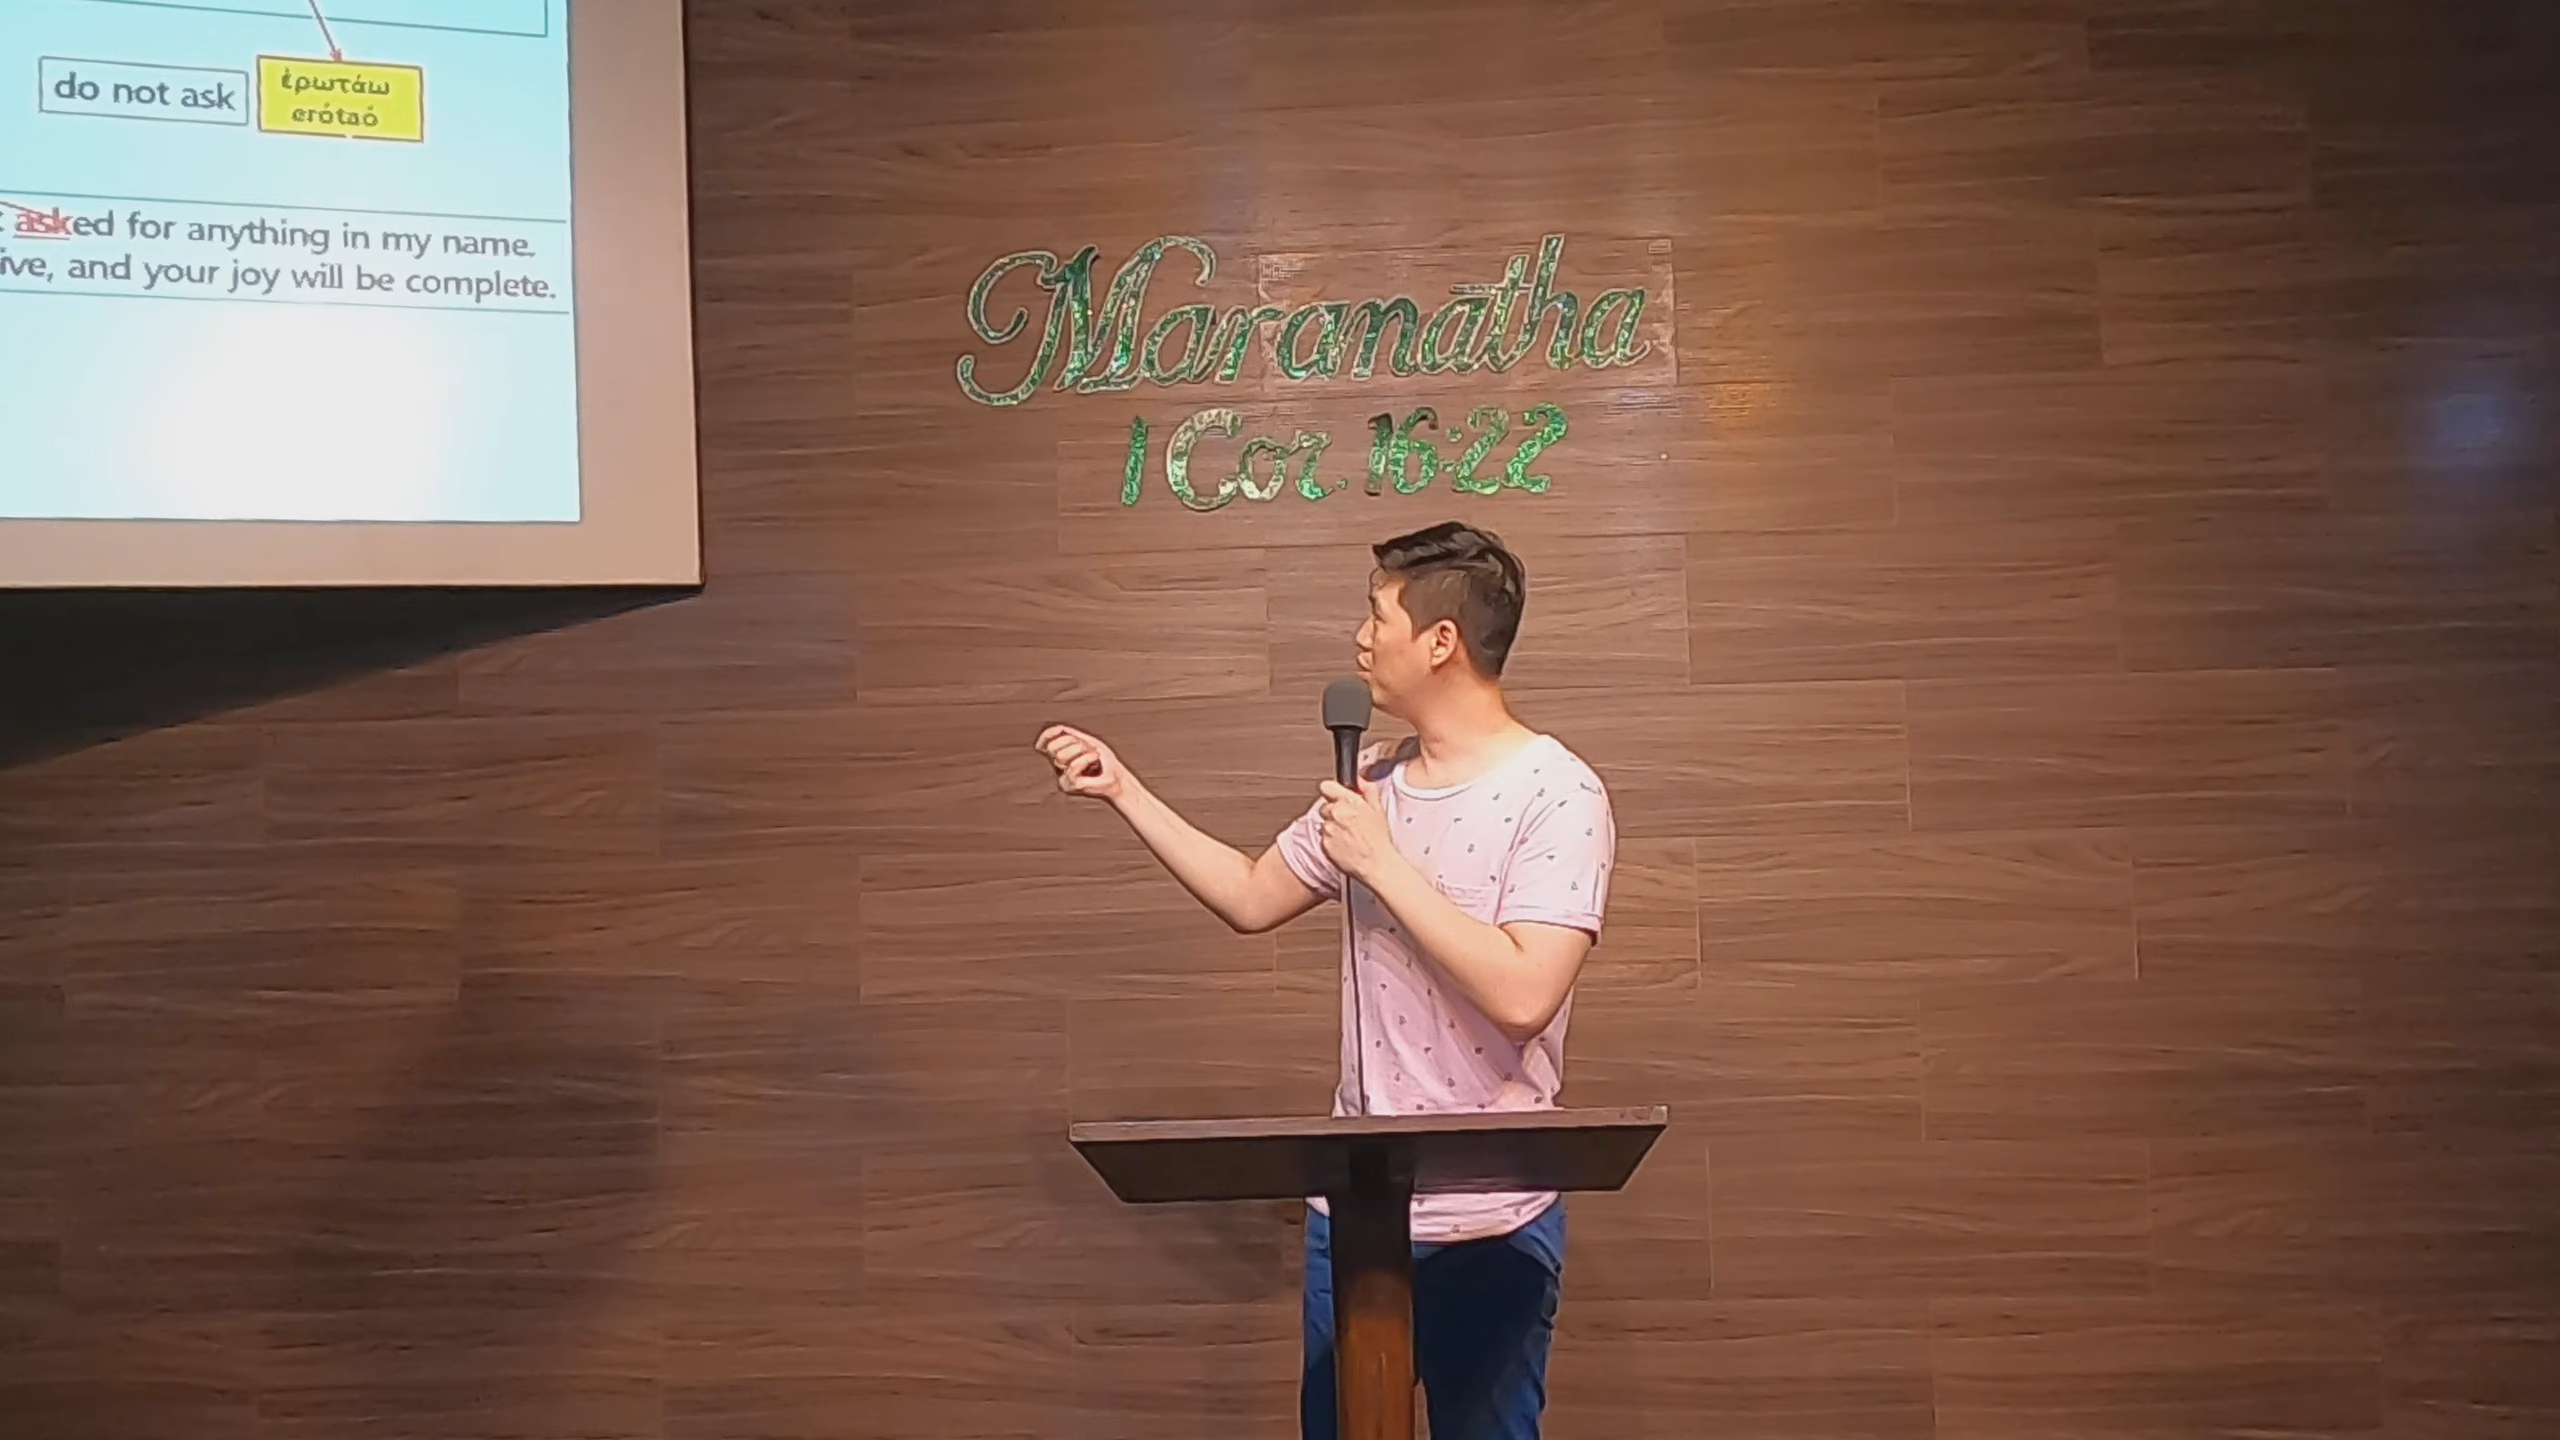 do not ask
ἐρωτάω
erótaó
asked for anything in my name.
ive, and your joy will be complete.
Maranatha
1 Cor. 16:22